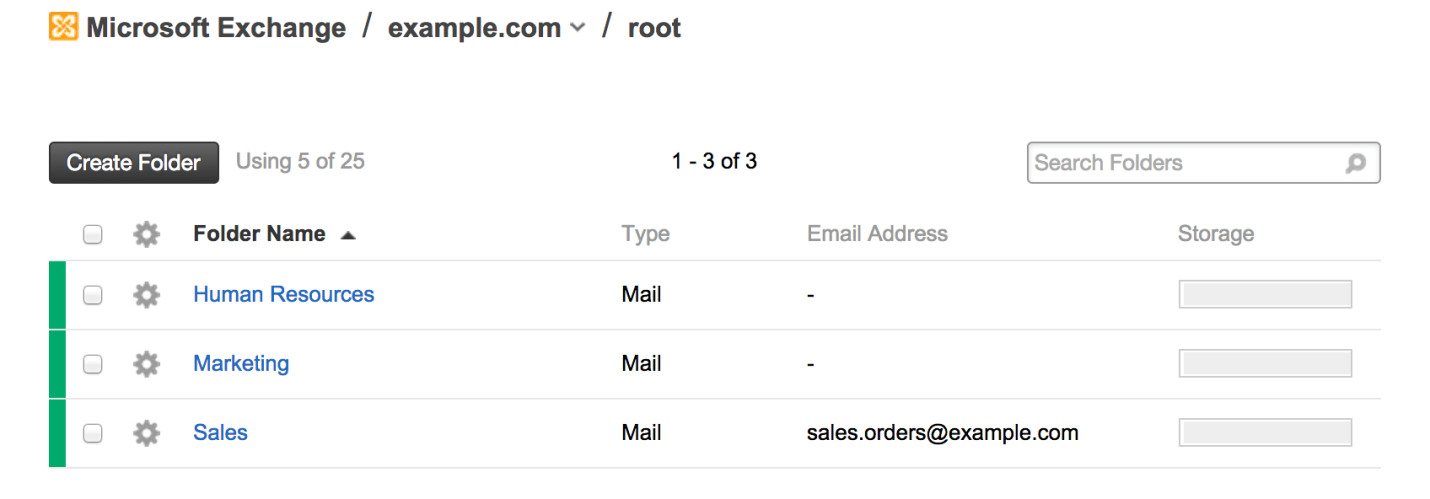 Microsoft Exchange / example.com / root
Create Folder Using 5 of 25 1 - 3 of 3 Search Folders
Folder Name Type Email Address Storage
Human Resources Mail -
Marketing Mail -
Sales Mail sales.orders@example.com